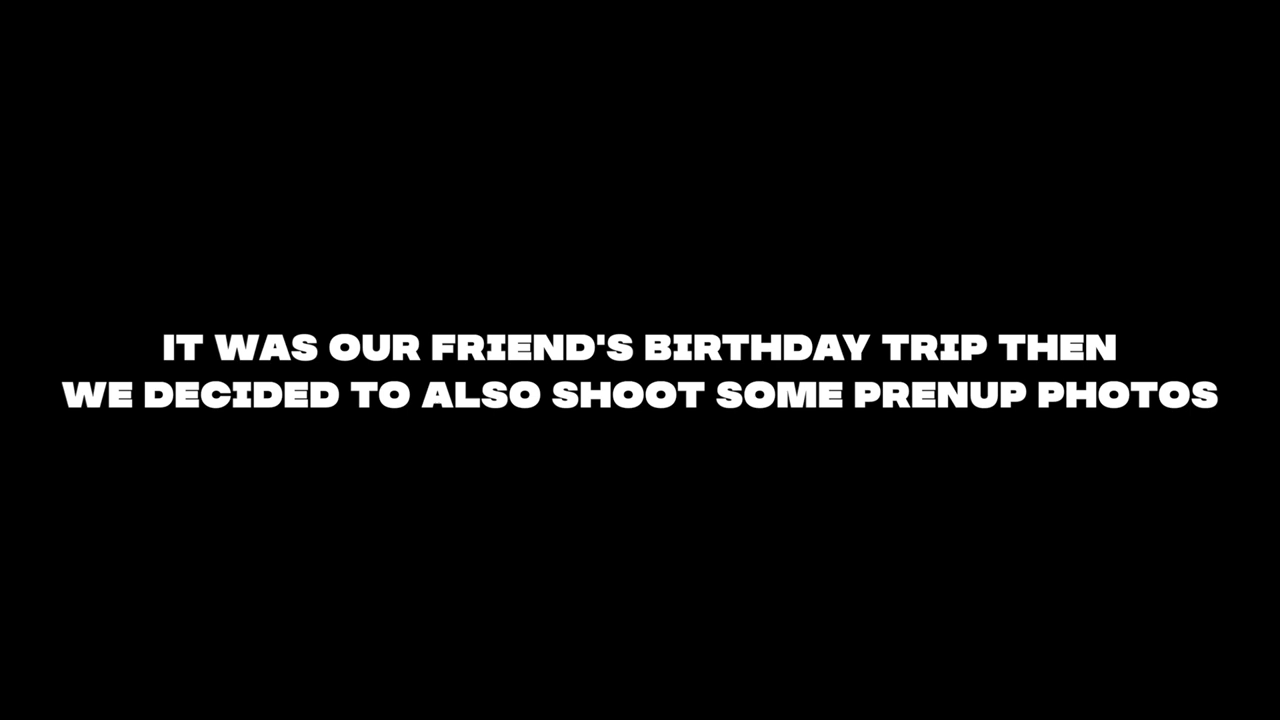 IT WAS OUR FRIEND'S BIRTHDAY TRIP THEN
WE DECIDED TO ALSO SHOOT SOME PRENUP PHOTOS